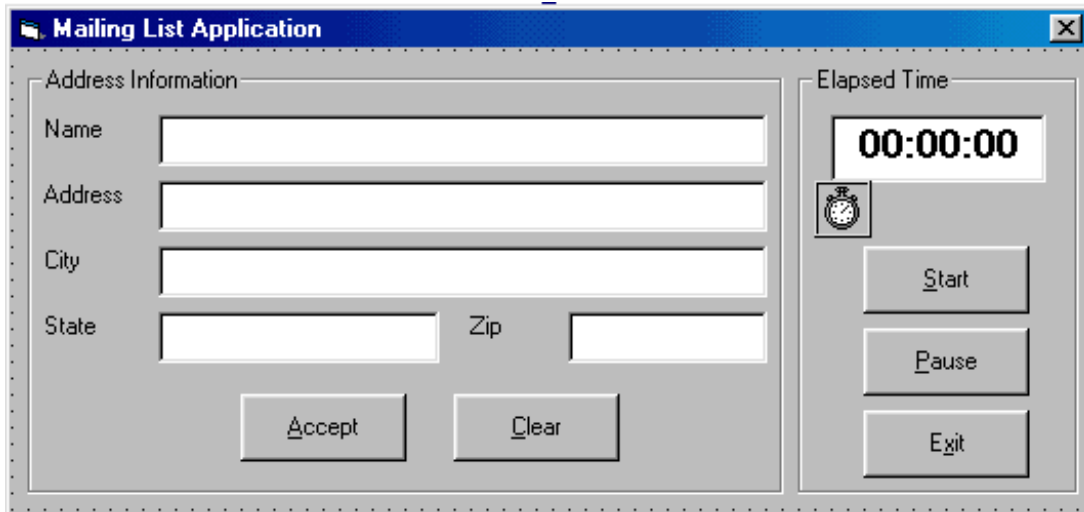 Mailing List Application
Address Information
Name
Address
City
State Zip
Accept Clear
Elapsed Time
00:00:00
Start
Pause
Exit